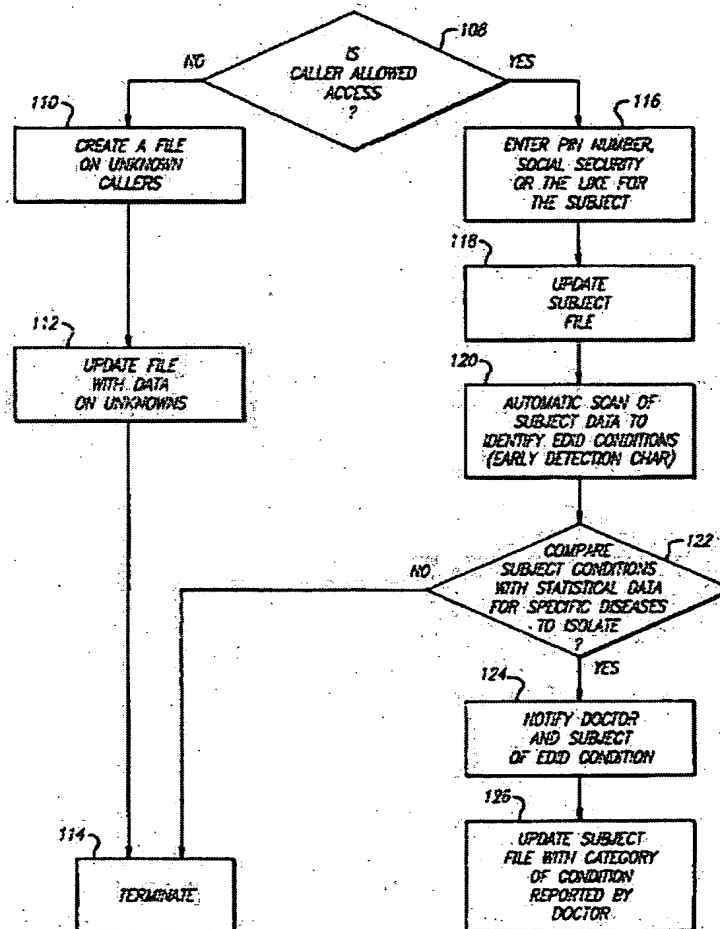 108
IS
CALLER ALLOWED
ACCESS
?
NO
YES
110
CREATE A FILE
ON UNKNOWN
CALLERS
116
ENTER PIN NUMBER,
SOCIAL SECURITY
OR THE LIKE FOR
THE SUBJECT
118
UPDATE
SUBJECT
FILE
112
UPDATE FILE
WITH DATA
ON UNKNOWNS
120
AUTOMATIC SCAN OF
SUBJECT DATA TO
IDENTIFY EDID CONDITIONS
(EARLY DETECTION CHAR)
122
COMPARE
SUBJECT CONDITIONS
WITH STATISTICAL DATA
FOR SPECIFIC DISEASES
TO ISOLATE
?
NO
YES
124
NOTIFY DOCTOR
AND SUBJECT
OF EDID CONDITION
126
UPDATE SUBJECT
FILE WITH CATEGORY
OF CONDITION
REPORTED BY
DOCTOR
114
TERMINATE